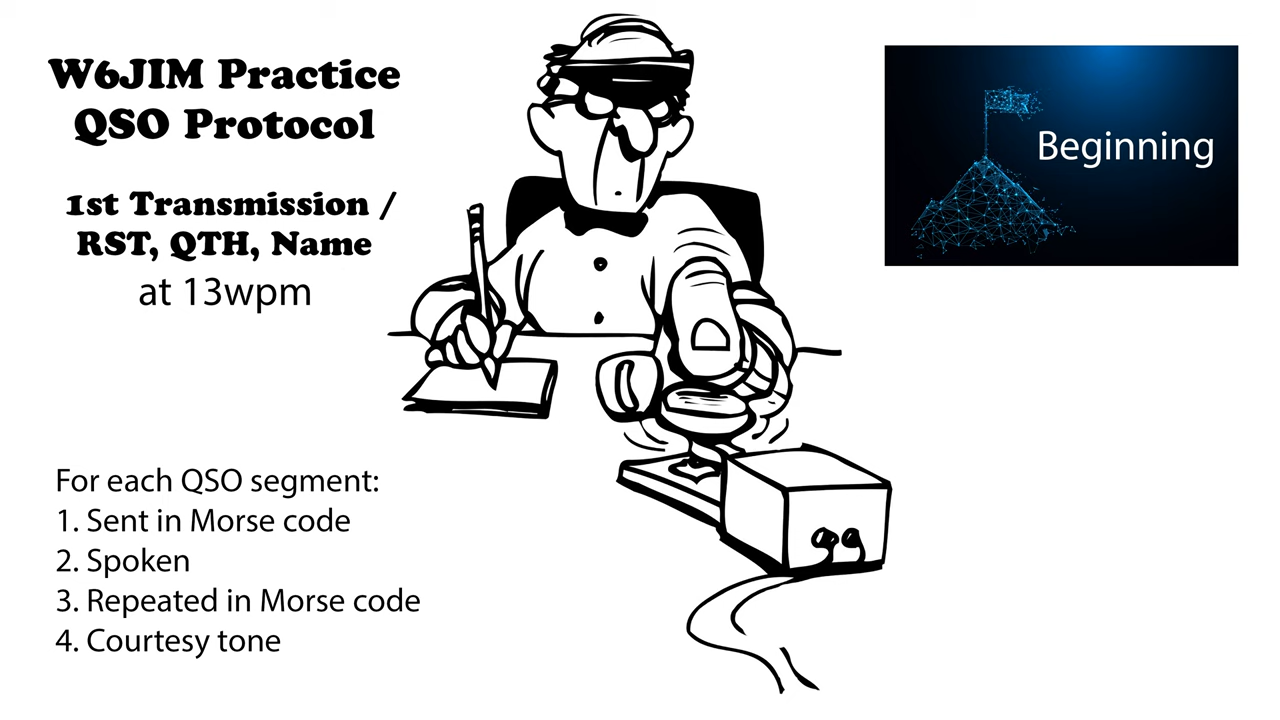 W6JIM Practice
QSO Protocol
1st Transmission /
RST, QTH, Name
at 13wpm
Beginning
For each QSO segment:
1. Sent in Morse code
2. Spoken
3. Repeated in Morse code
4. Courtesy tone